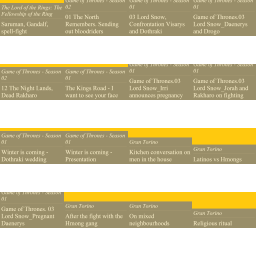 The Lord of the Rings: The
Fellowship of the Ring
Saruman, Gandalf,
spell-fight
Game of Thrones - Season
02
01 The North
Remembers. Sending
out bloodriders
Game of Thrones - Season
01
03 Lord Snow,
Confrontation Viserys
and Dothraki
Game of Thrones - Season
01
Game of Thrones.03
Lord Snow_Daenerys
and Drogo
Game of Thrones - Season
02
12 The Night Lands,
Dead Rakharo
Game of Thrones - Season
01
The Kings Road - I
want to see your face
Game of Thrones - Season
01
Game of Thrones.03
Lord Snow_Irri
announces pregnancy
Game of Thrones - Season
01
Game of Thrones.03
Lord Snow_Jorah and
Rakharo on fighting
Game of Thrones - Season
01
Winter is coming -
Dothraki wedding
Game of Thrones - Season
01
Winter is coming -
Presentation
Gran Torino
Kitchen conversation on
men in the house
Gran Torino
Latinos vs Hmongs
Game of Thrones - Season
01
Game of Thrones. 03
Lord Snow_Pregnant
Daenerys
Gran Torino
After the fight with the
Hmong gang
Gran Torino
On mixed
neighbourhoods
Gran Torino
Religious ritual